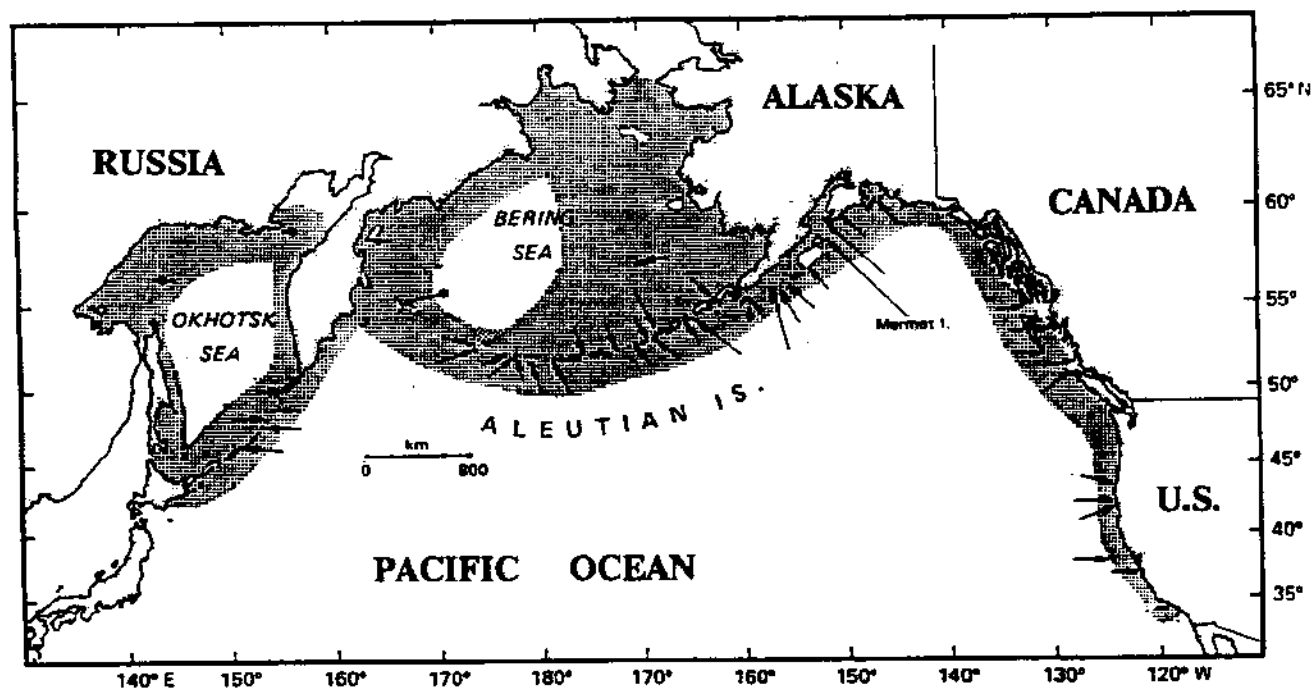 ALASKA
65° N
RUSSIA
CANADA
60°
BERING
SEA
55°
OKHOTSK
SEA
Marmot I.
50°
ALEUTIAN IS.
km
0 800
45°
U.S.
40°
PACIFIC OCEAN
35°
140° E 150° 160° 170° 180° 170° 160° 150° 140° 130° 120° W